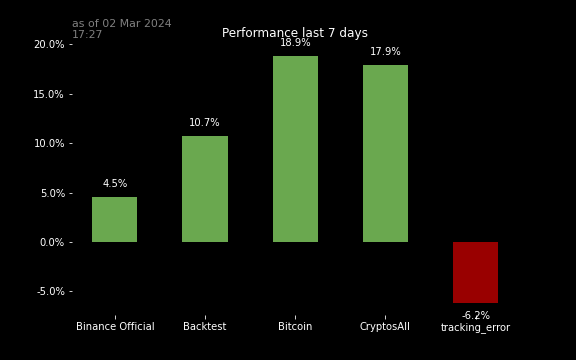 as of 02 Mar 2024
17:27
Performance last 7 days
20.0%
15.0%
10.0%
5.0%
0.0%
-5.0%
4.5%
10.7%
18.9%
17.9%
-6.2%
Binance Official
Backtest
Bitcoin
CryptosAll
tracking_error